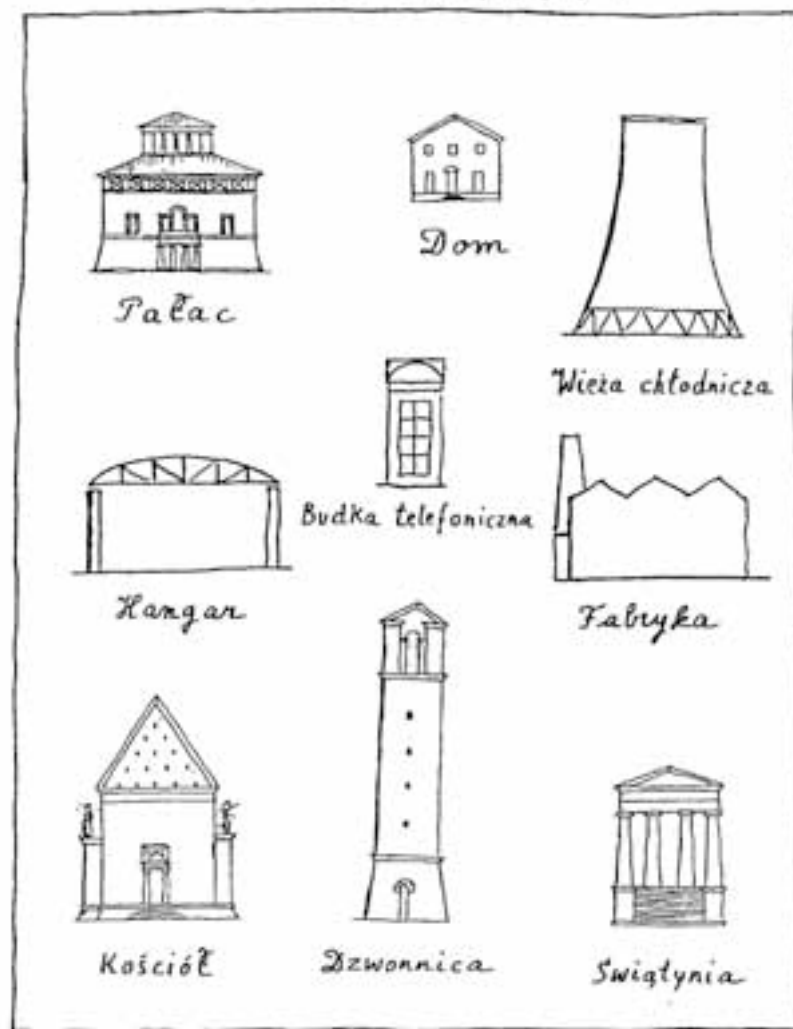 Pałac
Dom
Wieża chłodnicza
Budka telefoniczna
Hangar
Fabryka
Kościół
Dzwonnica
Świątynia